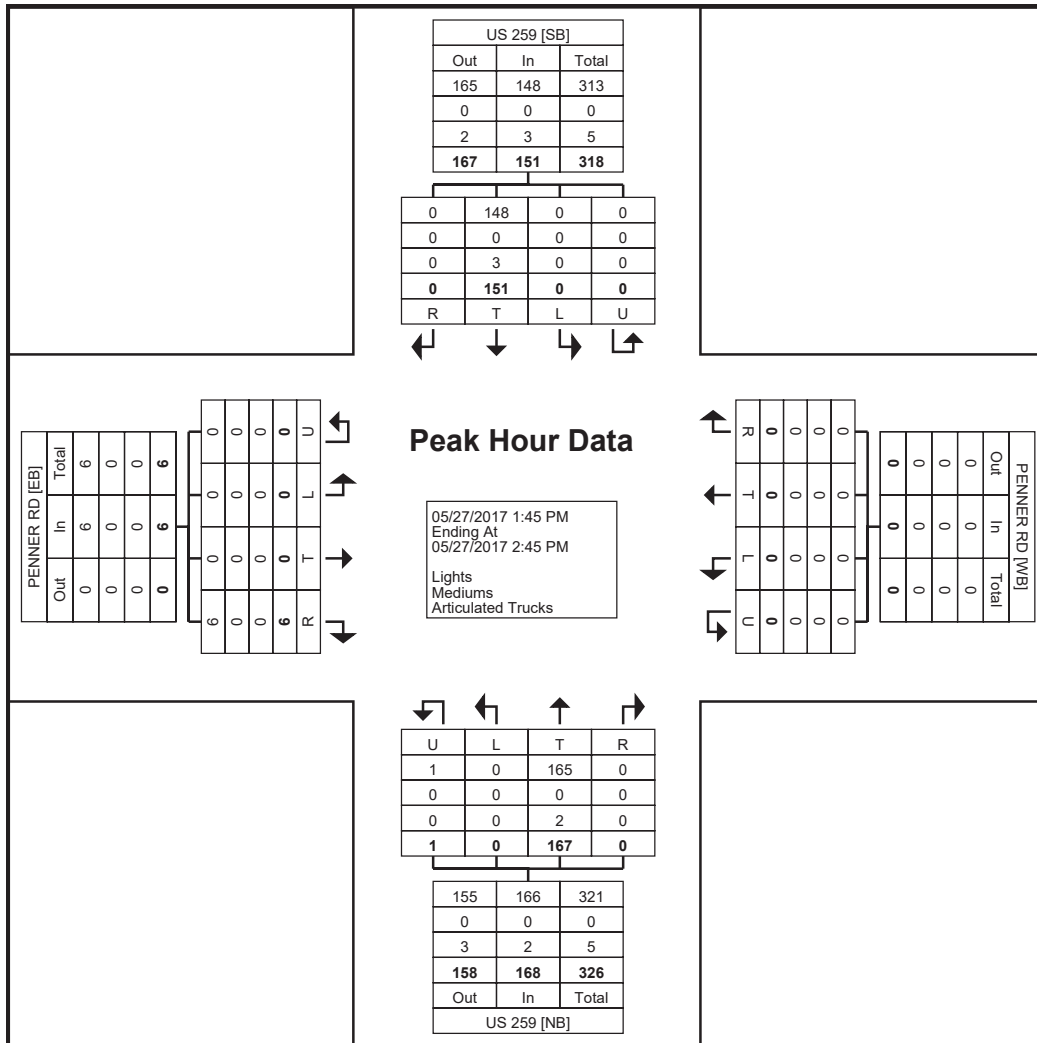 US 259 [SB]
Out In Total
165 148 313
0 0 0
2 3 5
167 151 318
0 148 0 0
0 0 0 0
0 3 0 0
0 151 0 0
R T L U
Peak Hour Data
05/27/2017 1:45 PM
Ending At
05/27/2017 2:45 PM
Lights
Mediums
Articulated Trucks
PENNER RD [EB]
Out In Total
0 6 6
0 0 0
0 0 0
0 6 6
0 0 0 6
0 0 0 0
0 0 0 0
0 0 0 6
U L T R
PENNER RD [WB]
Out In Total
0 0 0
0 0 0
0 0 0
0 0 0
0 0 0 0
0 0 0 0
0 0 0 0
0 0 0 0
R T L U
U L T R
1 0 165 0
0 0 0 0
0 0 2 0
1 0 167 0
155 166 321
0 0 0
3 2 5
158 168 326
Out In Total
US 259 [NB]